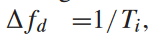 Δf_d = 1/T_i,